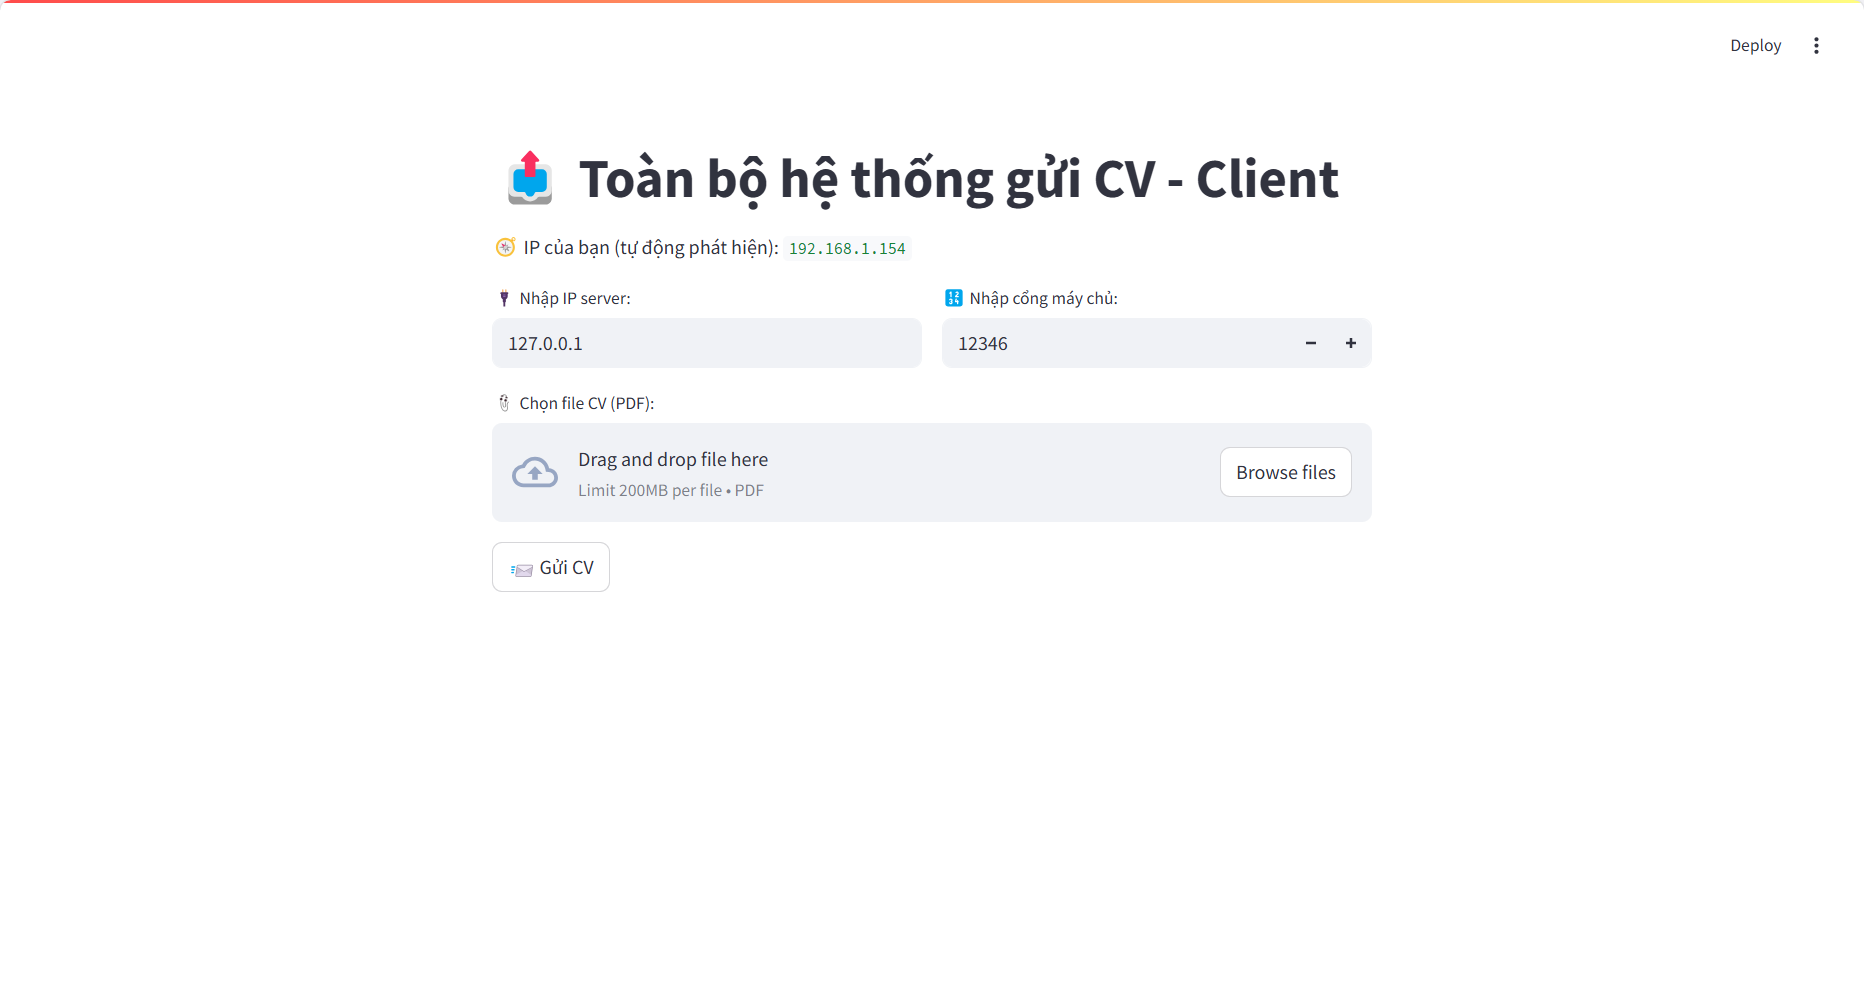 Deploy
Toàn bộ hệ thống gửi CV - Client
IP của bạn (tự động phát hiện): 192.168.1.154
Nhập IP server:
127.0.0.1
Nhập cổng máy chủ:
12346
Chọn file CV (PDF):
Drag and drop file here
Limit 200MB per file • PDF
Browse files
Gửi CV